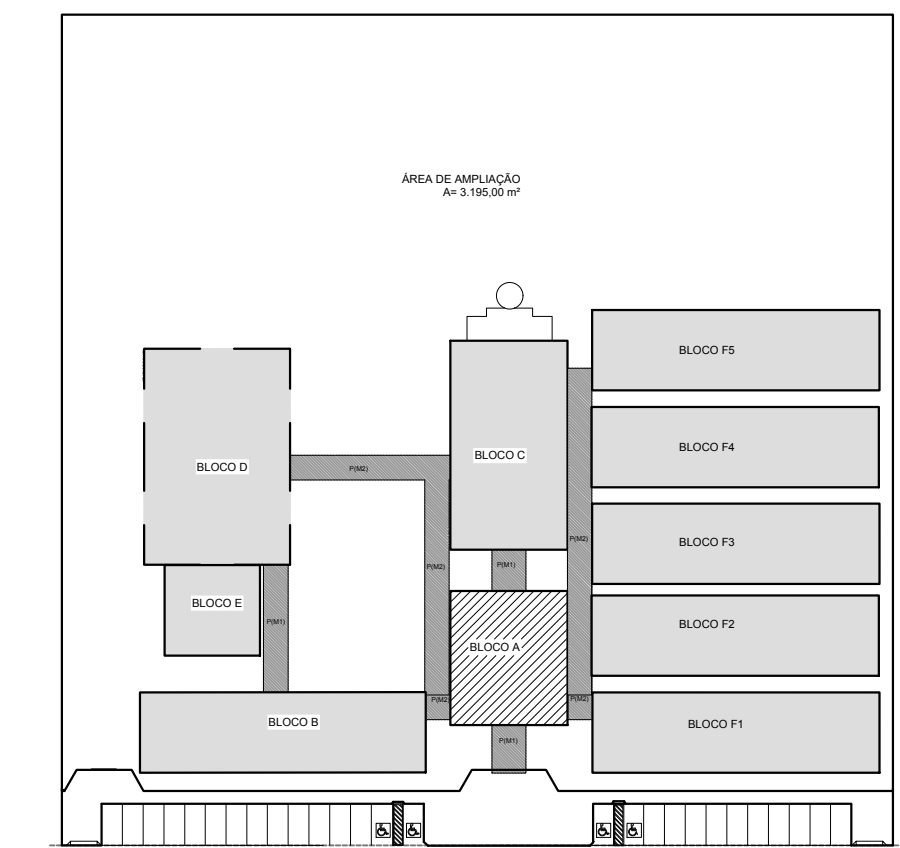 ÁREA DE AMPLIAÇÃO
A= 3.195,00 m²
BLOCO F5
BLOCO F4
BLOCO C
BLOCO D
P(M2)
P(M2)
BLOCO F3
P(M1)
P(M2)
BLOCO E
P(M1)
BLOCO F2
BLOCO A
P(M2)
P(M2)
BLOCO B
BLOCO F1
P(M1)